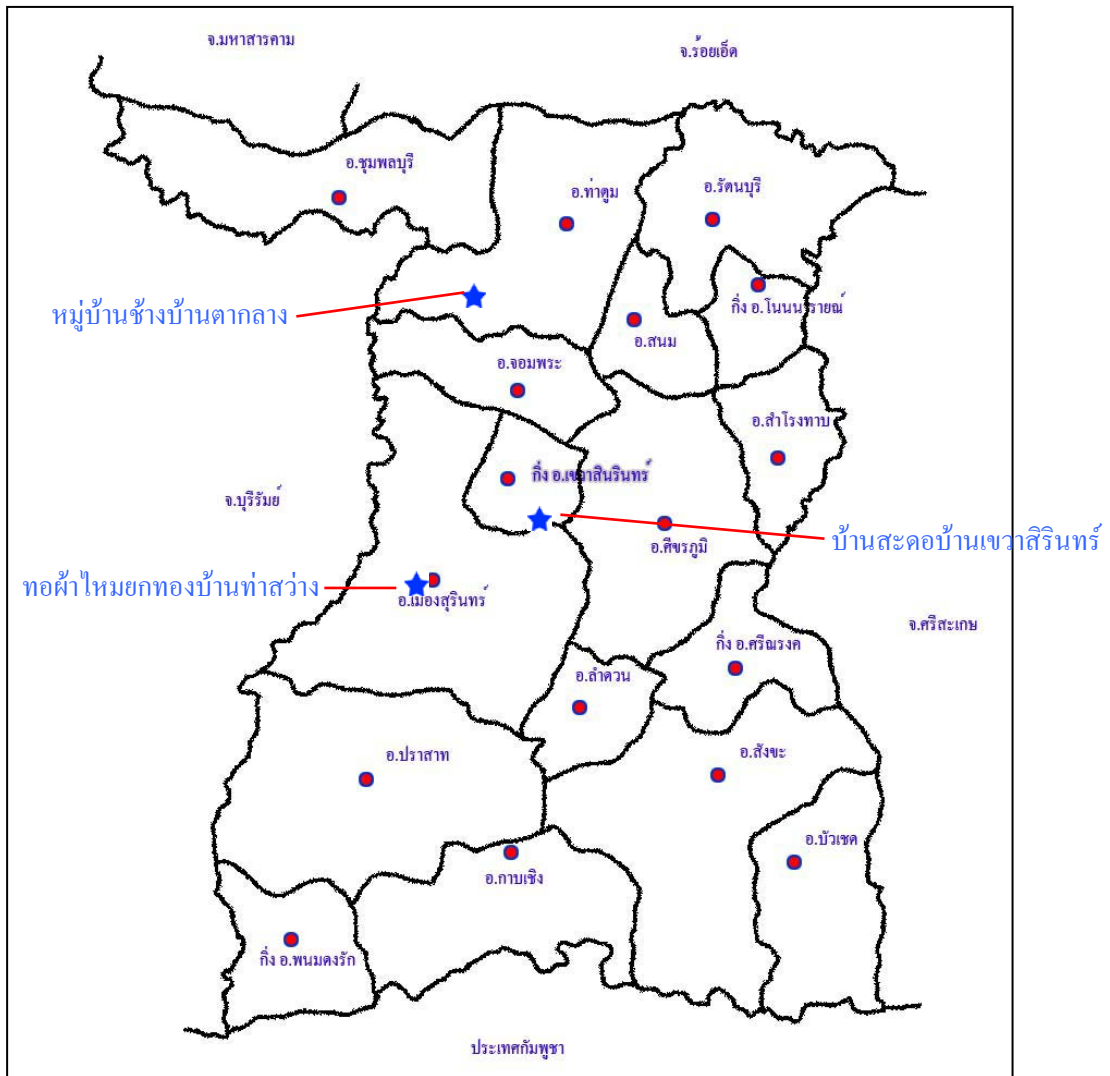 จ.มหาสารคาม
จ.ร้อยเอ็ด
อ.ชุมพลบุรี
อ.ท่าตูม
อ.รัตนบุรี
หมู่บ้านช้างบ้านตากลาง
กิ่ง อ.โนนนารายณ์
อ.สนม
อ.จอมพระ
อ.สำโรงทาบ
กิ่ง อ.เขวาสินรินทร์
จ.บุรีรัมย์
บ้านสะดอบ้านเขวาสิรินทร์
อ.ศีขรภูมิ
ทอผ้าไหมยกทองบ้านท่าสว่าง
อ.เมืองสุรินทร์
จ.ศรีสะเกษ
กิ่ง อ.ศรีณรงค
อ.ลำดวน
อ.ปราสาท
อ.สังขะ
อ.บัวเชด
อ.กาบเชิง
กิ่ง อ.พนมดงรัก
ประเทศกัมพูชา